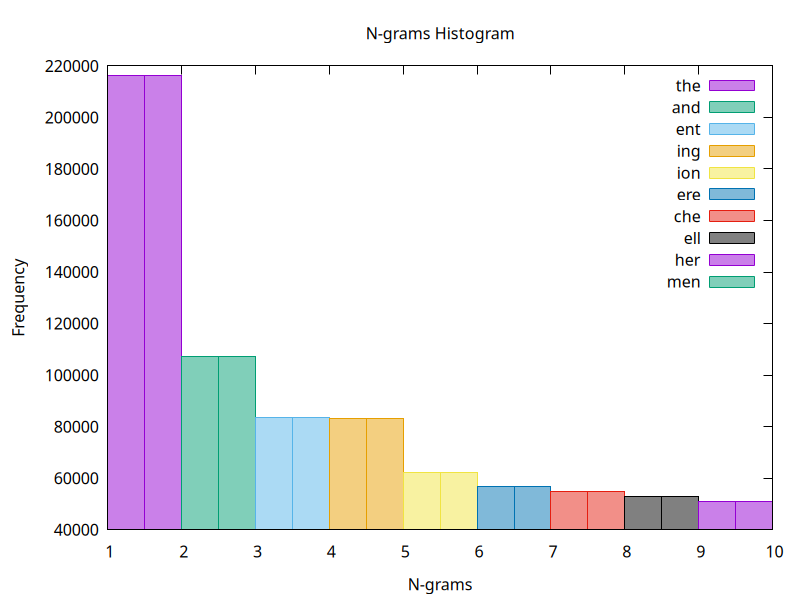 N-grams Histogram
220000
200000
180000
160000
140000
120000
100000
80000
60000
40000
Frequency
the
and
ent
ing
ion
ere
che
ell
her
men
1 2 3 4 5 6 7 8 9 10
N-grams